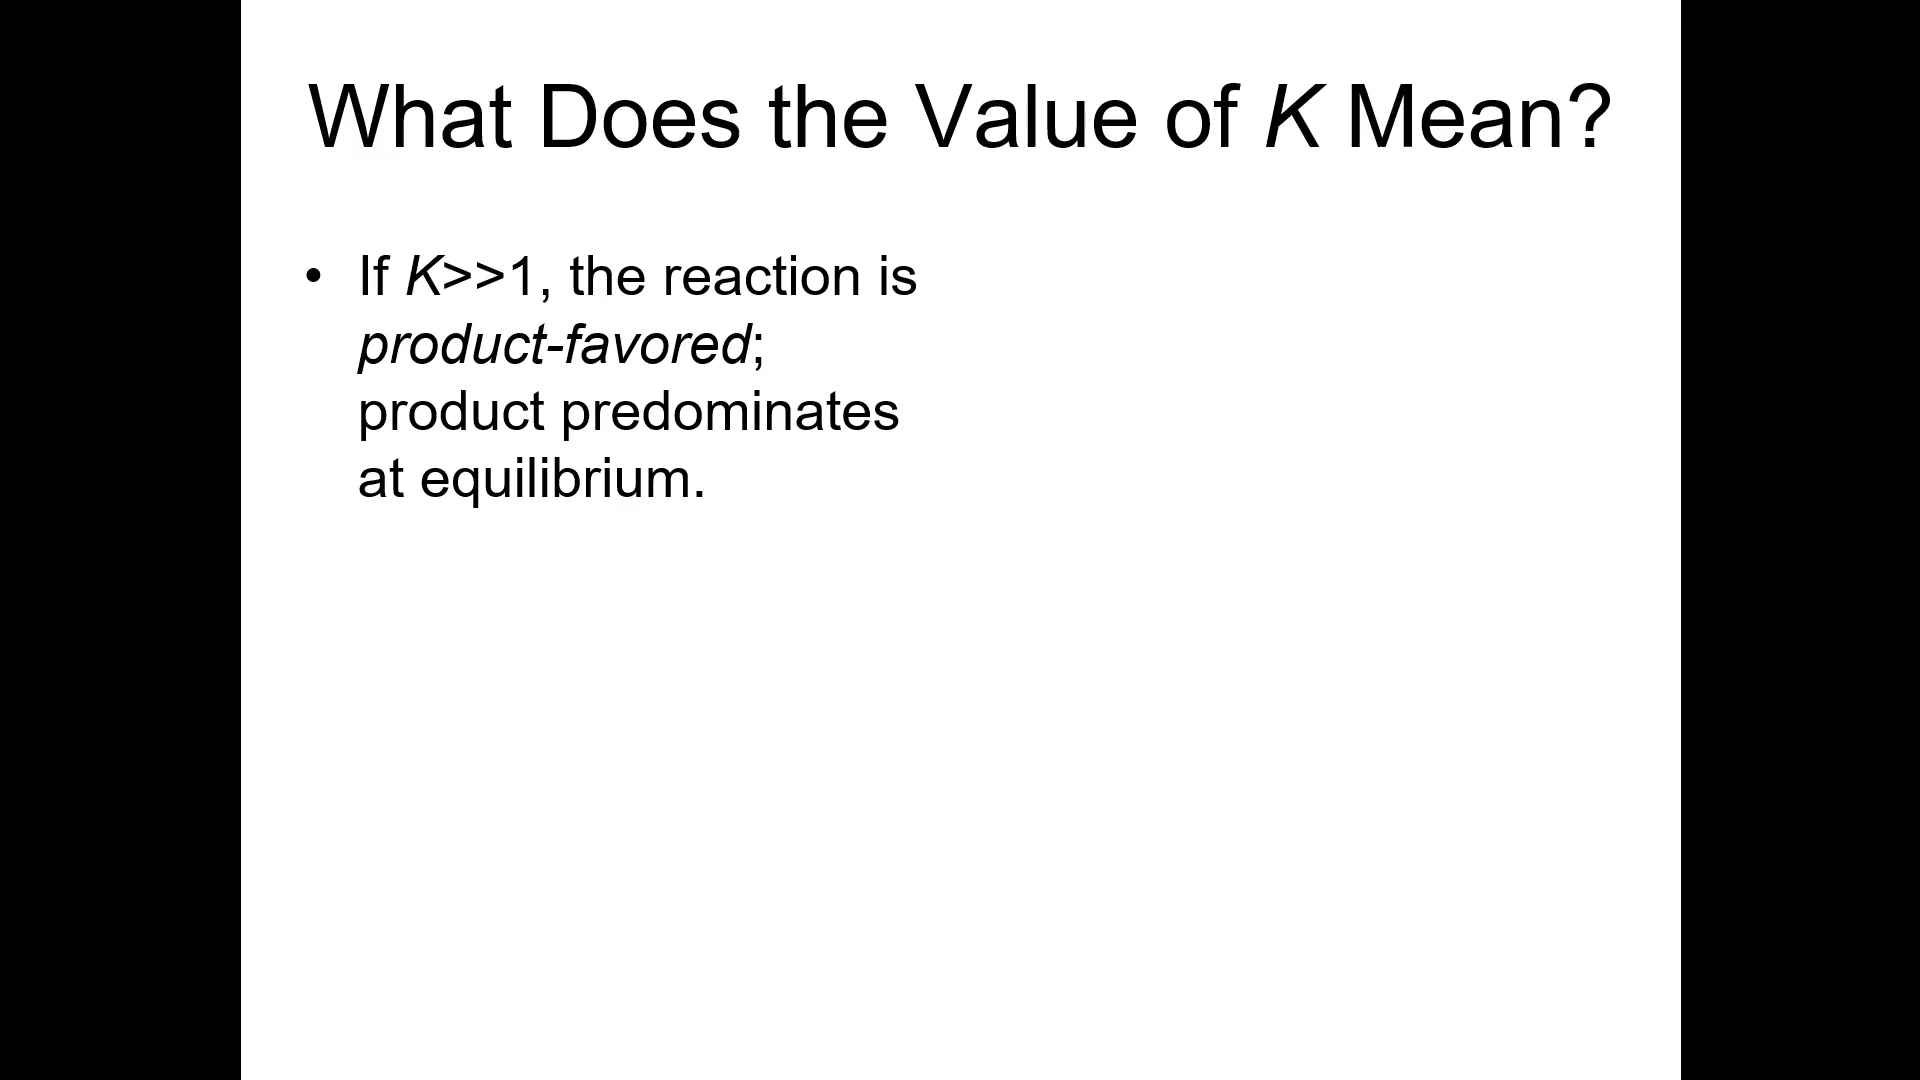 What Does the Value of K Mean?
• If K>>1, the reaction is
product-favored;
product predominates
at equilibrium.